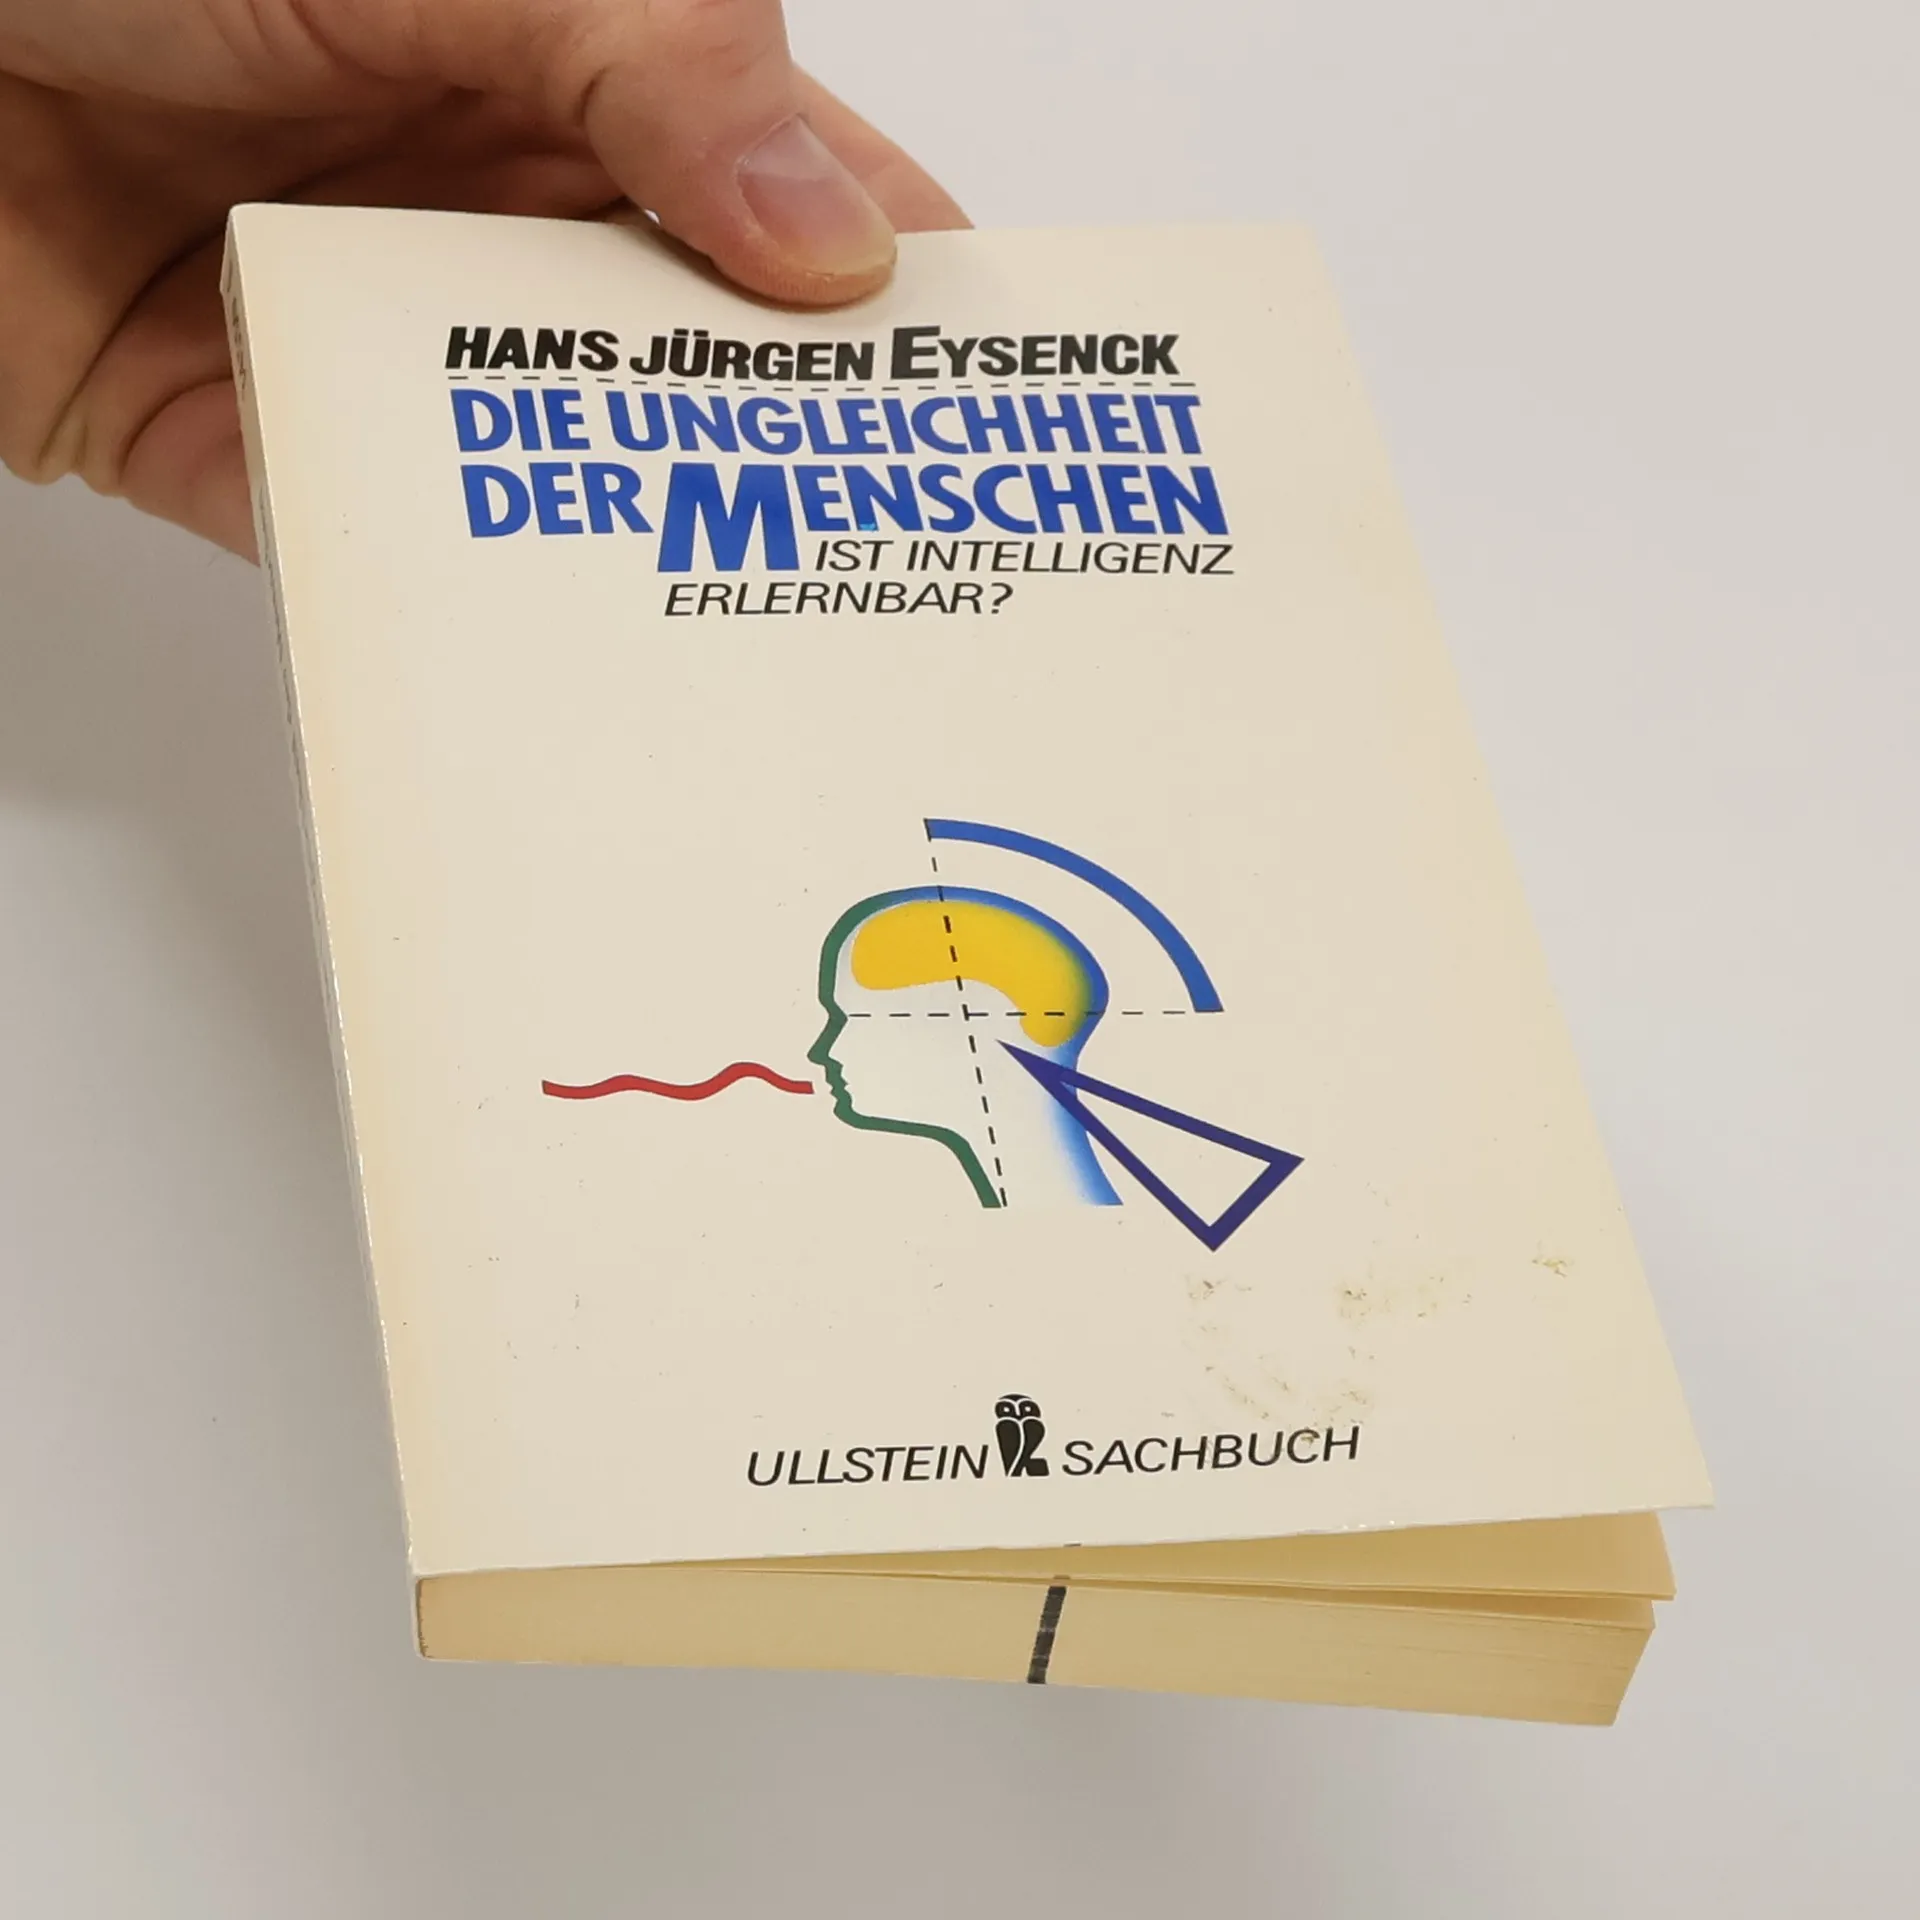 HANS JÜRGEN EYSENCK
DIE UNGLEICHHEIT
DER MENSCHEN
IST INTELLIGENZ
ERLERNBAR?
ULLSTEIN SACHBUCH